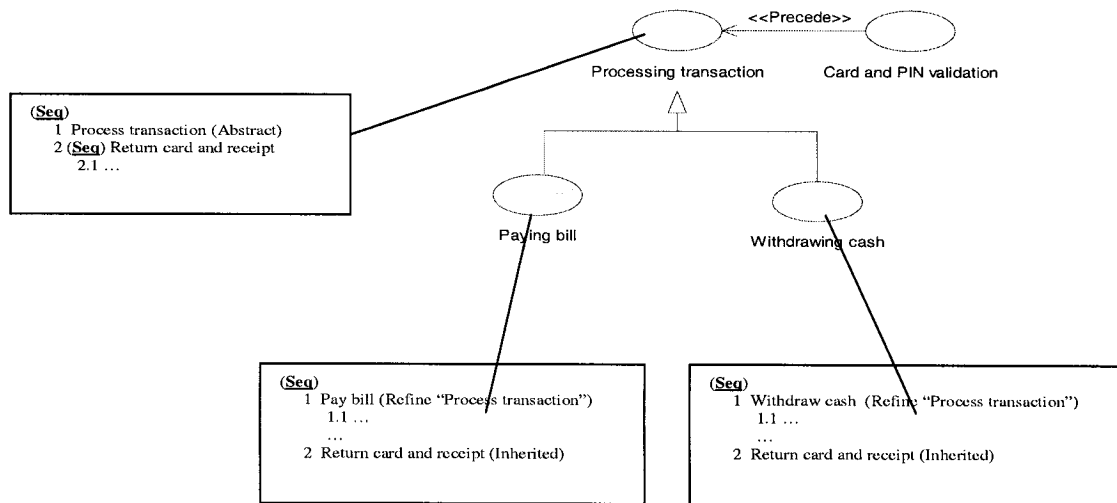 <<Precede>>
Processing transaction
Card and PIN validation
(Seq)
1 Process transaction (Abstract)
2 (Seq) Return card and receipt
2.1 ...
Paying bill
Withdrawing cash
(Seq)
1 Pay bill (Refine “Process transaction”)
1.1 ...
...
2 Return card and receipt (Inherited)
(Seq)
1 Withdraw cash (Refine “Process transaction”)
1.1 ...
...
2 Return card and receipt (Inherited)